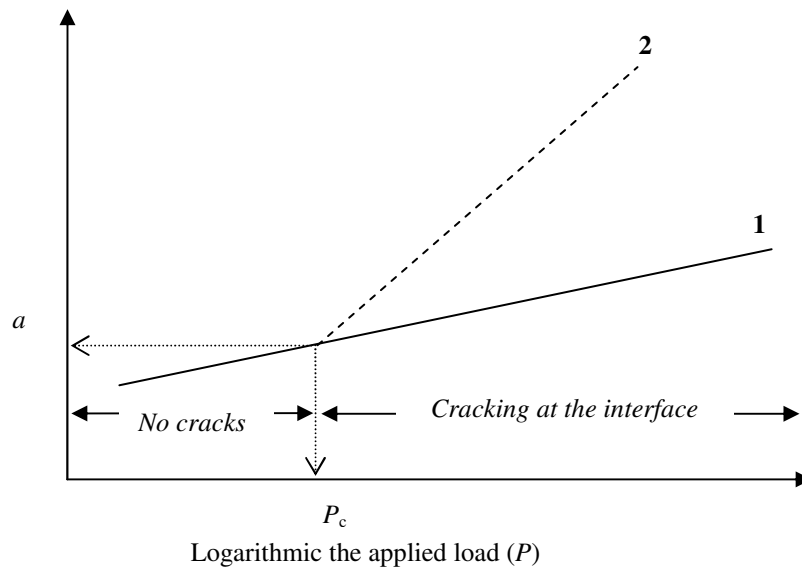 2
1
a
No cracks
Cracking at the interface
Pc
Logarithmic the applied load (P)